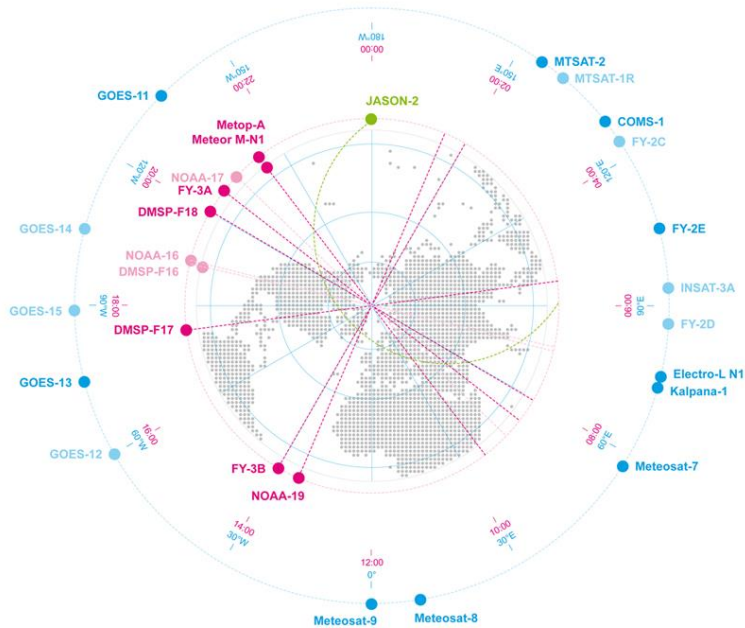 180°W
00:00
MTSAT-2
150°E
02:00
MTSAT-1R
150°W
22:00
GOES-11
JASON-2
COMS-1
Metop-A
Meteor M-N1
FY-2C
120°W
20:00
120°E
04:00
NOAA-17
FY-3A
DMSP-F18
GOES-14
FY-2E
NOAA-16
DMSP-F16
INSAT-3A
90°W
18:00
00:90
90°E
GOES-15
FY-2D
DMSP-F17
GOES-13
Electro-L N1
Kalpana-1
16:00
60°W
08:00
60°E
GOES-12
Meteosat-7
FY-3B
NOAA-19
14:00
30°W
10:00
30°E
12:00
0°
Meteosat-9
Meteosat-8